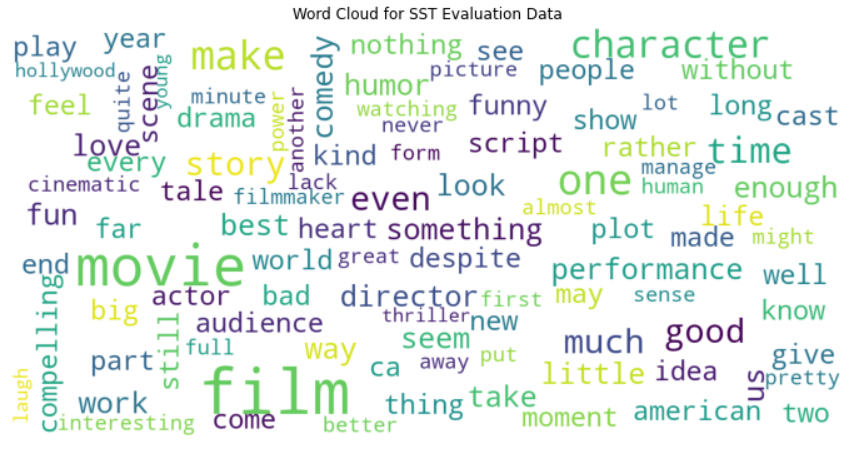 Word Cloud for SST Evaluation Data
play
year
make
nothing
see
character
hollywood
quite
scene
young
minute
comedy
humor
picture
people
without
feel
drama
power
another
watching
never
funny
show
lot
long
cast
love
every
story
kind
form
script
rather
time
cinematic
tale
filmmaker
lack
even
look
one
manage
human
enough
fun
far
best
heart
something
almost
plot
life
made
might
end
movie
world
great
despite
performance
well
compelling
big
actor
bad
director
first
may
sense
know
audience
thriller
new
still
full
seem
much
good
part
way
ca
away
put
little
idea
us
give
pretty
laugh
work
film
come
thing
take
moment
american
two
interesting
better